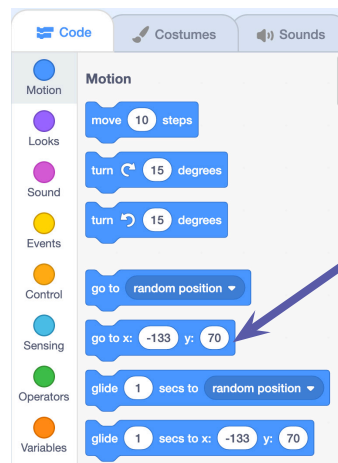 Code Costumes Sounds
Motion
Looks
Sound
Events
Control
Sensing
Operators
Variables
Motion
move 10 steps
turn 15 degrees
turn 15 degrees
go to random position
go to x: -133 y: 70
glide 1 secs to random position
glide 1 secs to x: -133 y: 70